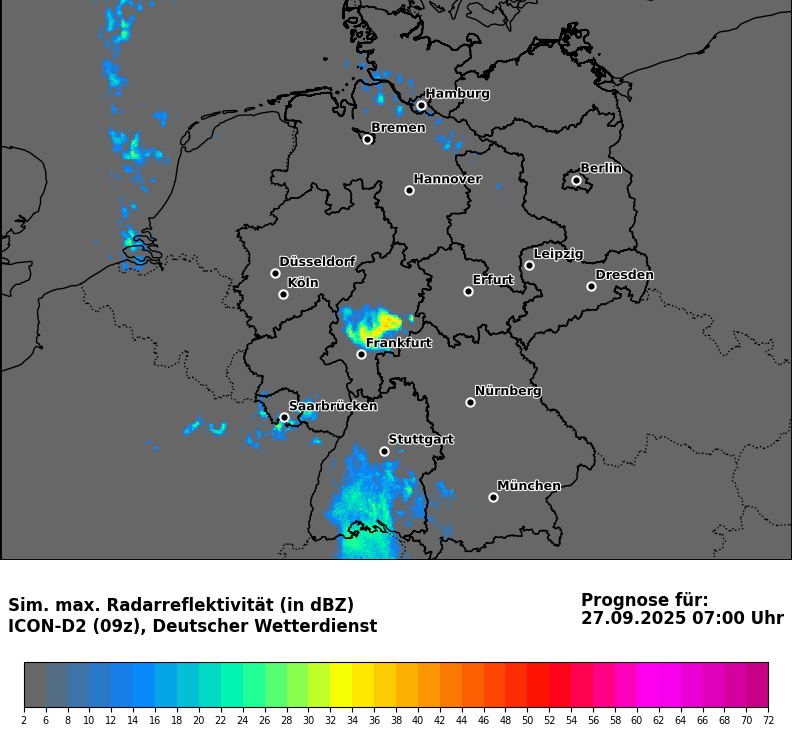 Hamburg
Bremen
Berlin
Hannover
Leipzig
Düsseldorf
Dresden
Köln
Erfurt
Frankfurt
Nürnberg
Saarbrücken
Stuttgart
München
Sim. max. Radarreflektivität (in dBZ)
ICON-D2 (09z), Deutscher Wetterdienst
Prognose für:
27.09.2025 07:00 Uhr
2 6 8 10 12 14 16 18 20 22 24 26 28 30 32 34 36 38 40 42 44 46 48 50 52 54 56 58 60 62 64 66 68 70 72